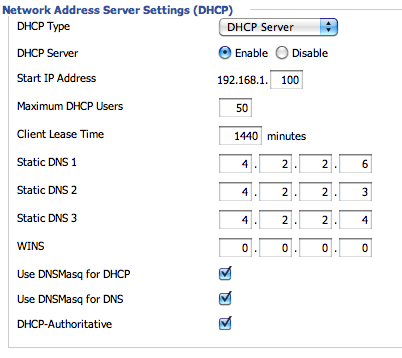 Network Address Server Settings (DHCP)
DHCP Type DHCP Server
DHCP Server Enable Disable
Start IP Address 192.168.1. 100
Maximum DHCP Users 50
Client Lease Time 1440 minutes
Static DNS 1 4 . 2 . 2 . 6
Static DNS 2 4 . 2 . 2 . 3
Static DNS 3 4 . 2 . 2 . 4
WINS 0 . 0 . 0 . 0
Use DNSMasq for DHCP
Use DNSMasq for DNS
DHCP-Authoritative